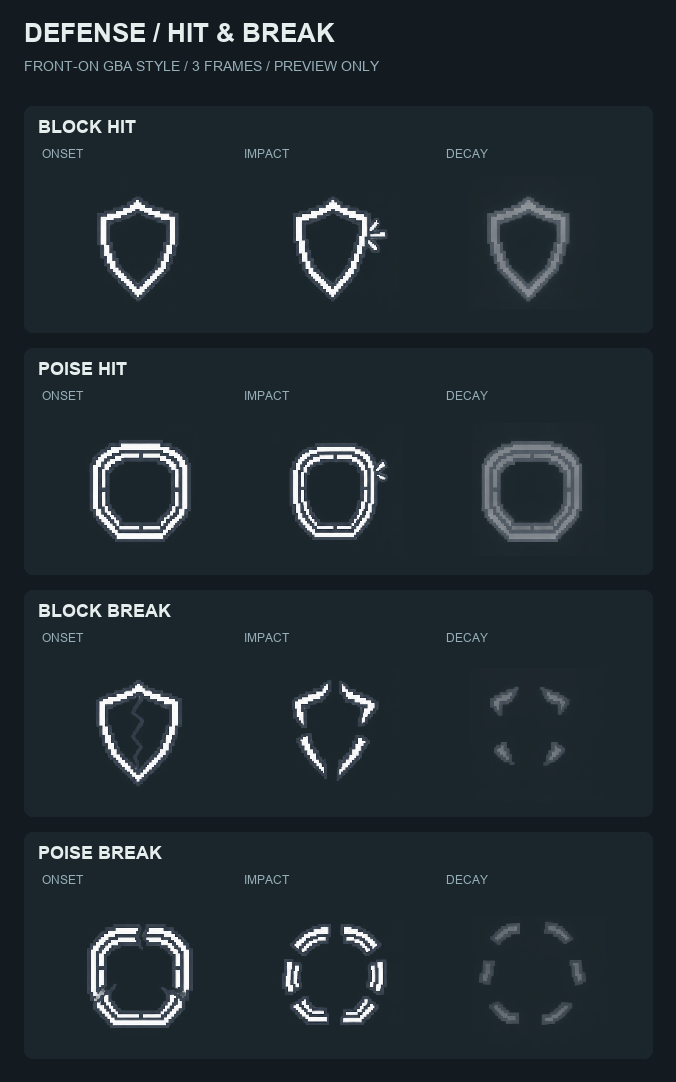 DEFENSE / HIT & BREAK
FRONT-ON GBA STYLE / 3 FRAMES / PREVIEW ONLY
BLOCK HIT
ONSET IMPACT DECAY
POISE HIT
ONSET IMPACT DECAY
BLOCK BREAK
ONSET IMPACT DECAY
POISE BREAK
ONSET IMPACT DECAY